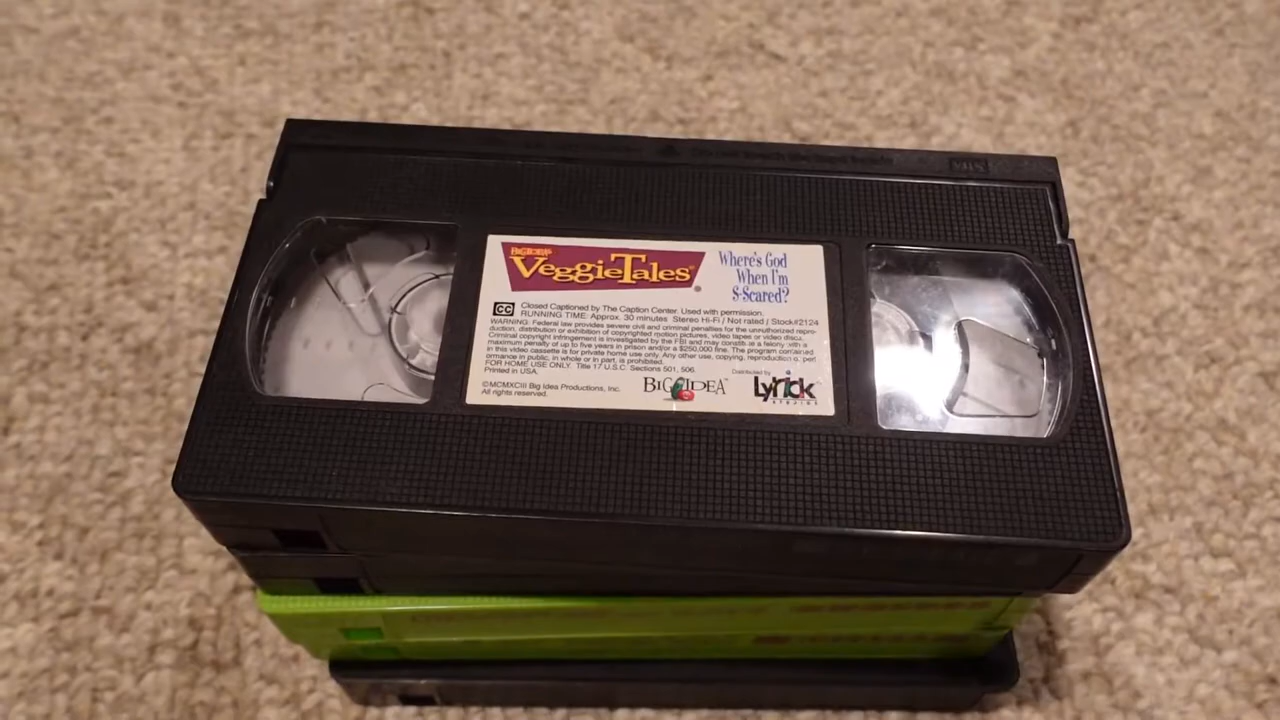 BIG IDEA'S
VeggieTales®
Where's God
When I'm
S-Scared?
CC
Closed Captioned by The Caption Center. Used with permission.
RUNNING TIME: Approx. 30 minutes Stereo Hi-Fi / Not rated / Stock#2124
WARNING: Federal law provides severe civil and criminal penalties for the unauthorized repro-
duction, distribution or exhibition of copyrighted motion pictures, video tapes or video discs.
Criminal copyright infringement is investigated by the FBI and may constitute a felony with a
maximum penalty of up to five years in prison and/or a $250,000 fine. The program contained
in this video cassette is for private home use only. Any other use, copying, reproduction or perf-
ormance in public, in whole or in part, is prohibited.
FOR HOME USE ONLY. Title 17 U.S.C. Sections 501, 506.
Printed in USA.
©MCMXCIII Big Idea Productions, Inc.
All rights reserved.
BIG IDEA™
Distributed by
Lyrick
STUDIOS
VHS